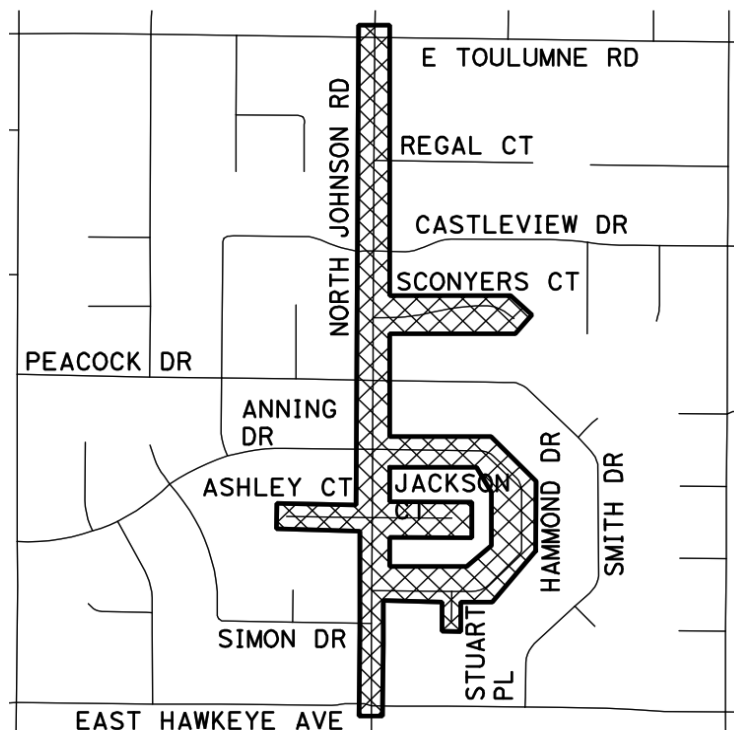 E TOULUMNE RD
NORTH JOHNSON RD
REGAL CT
CASTLEVIEW DR
SCONYERS CT
PEACOCK DR
ANNING
DR
ASHLEY CT
JACKSON
CT
HAMMOND DR
SMITH DR
SIMON DR
STUART
PL
EAST HAWKEYE AVE